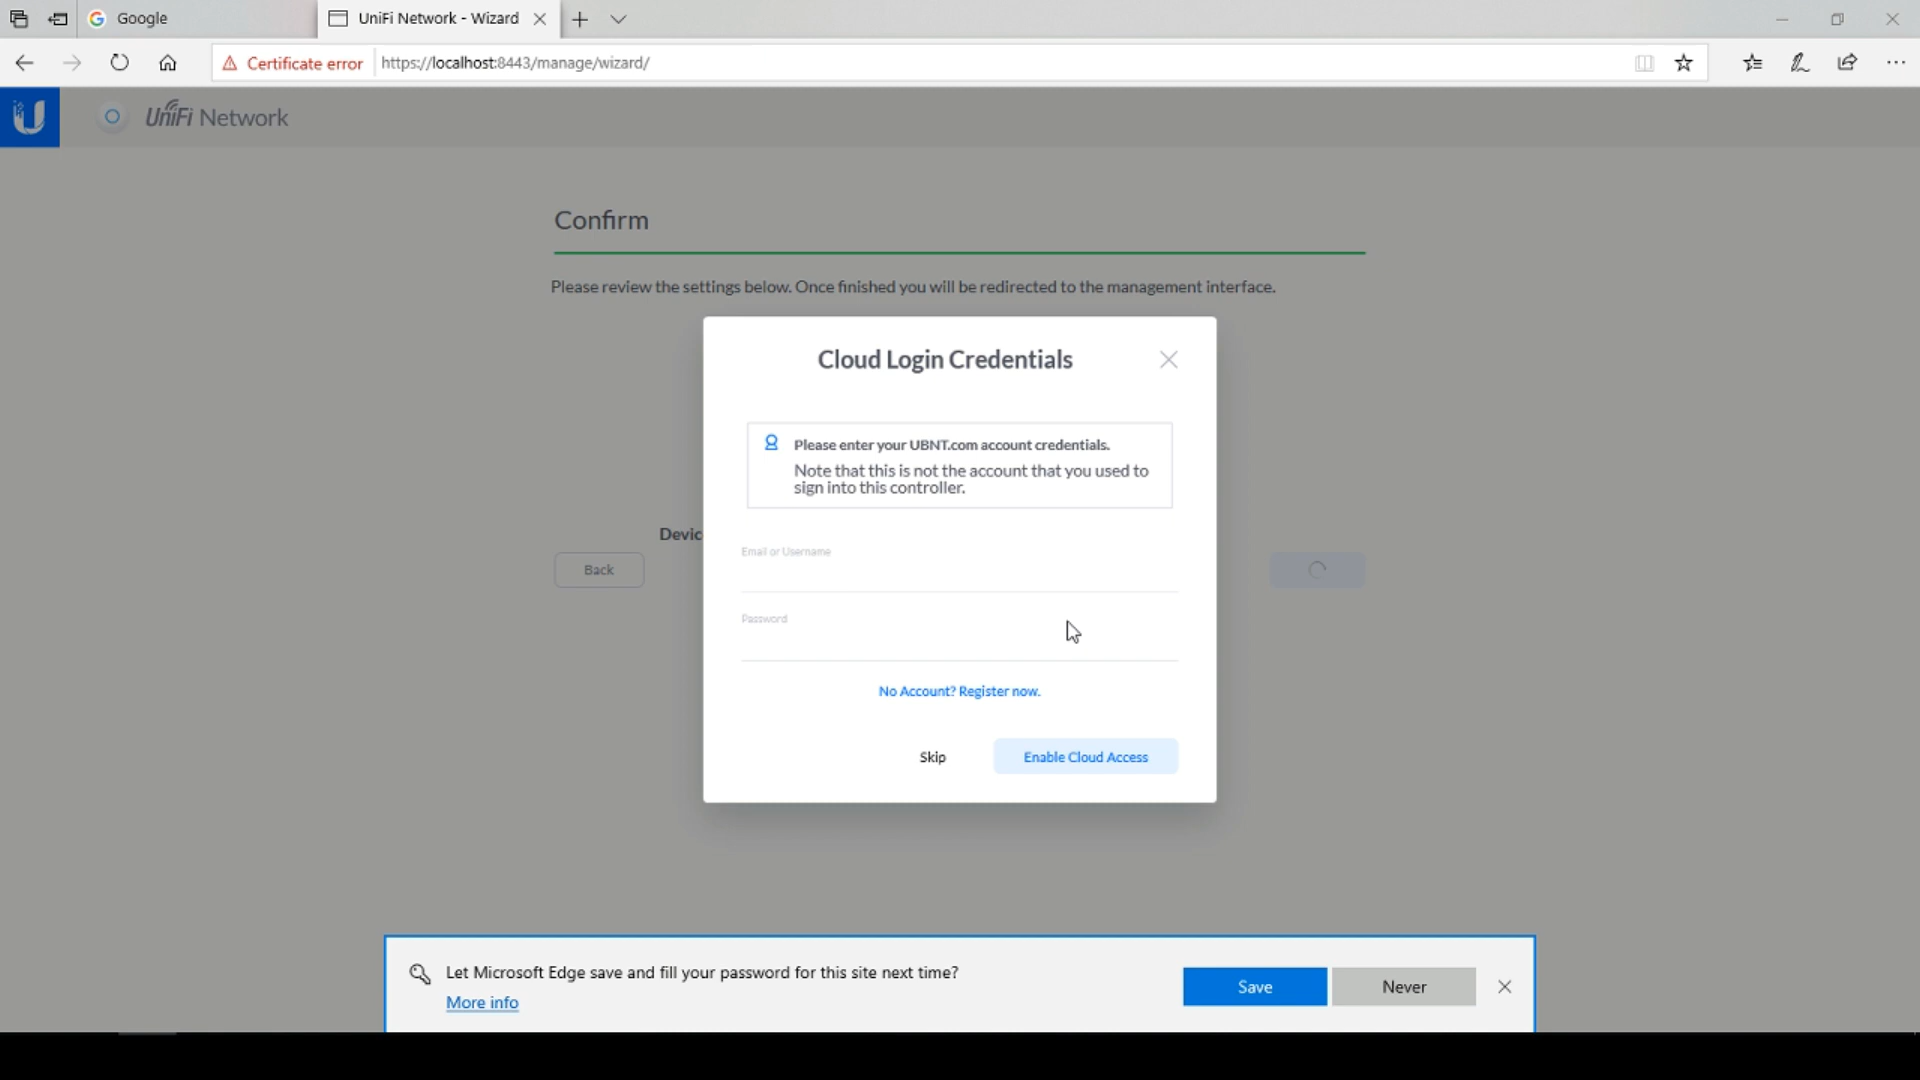 Google
UniFi Network - Wizard
Certificate error
https://localhost:8443/manage/wizard/
UniFi Network
Confirm
Please review the settings below. Once finished you will be redirected to the management interface.
Cloud Login Credentials
Please enter your UBNT.com account credentials.
Note that this is not the account that you used to
sign into this controller.
Devic
Email or Username
Back
Password
No Account? Register now.
Skip
Enable Cloud Access
Let Microsoft Edge save and fill your password for this site next time?
More info
Save
Never